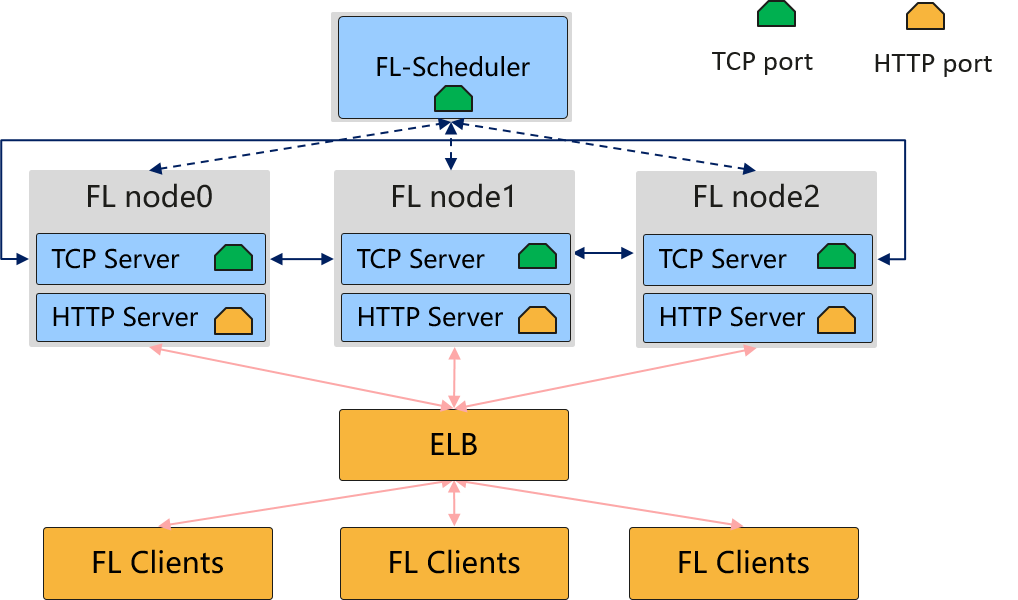 FL-Scheduler
TCP port
HTTP port
FL node0
FL node1
FL node2
TCP Server
TCP Server
TCP Server
HTTP Server
HTTP Server
HTTP Server
ELB
FL Clients
FL Clients
FL Clients